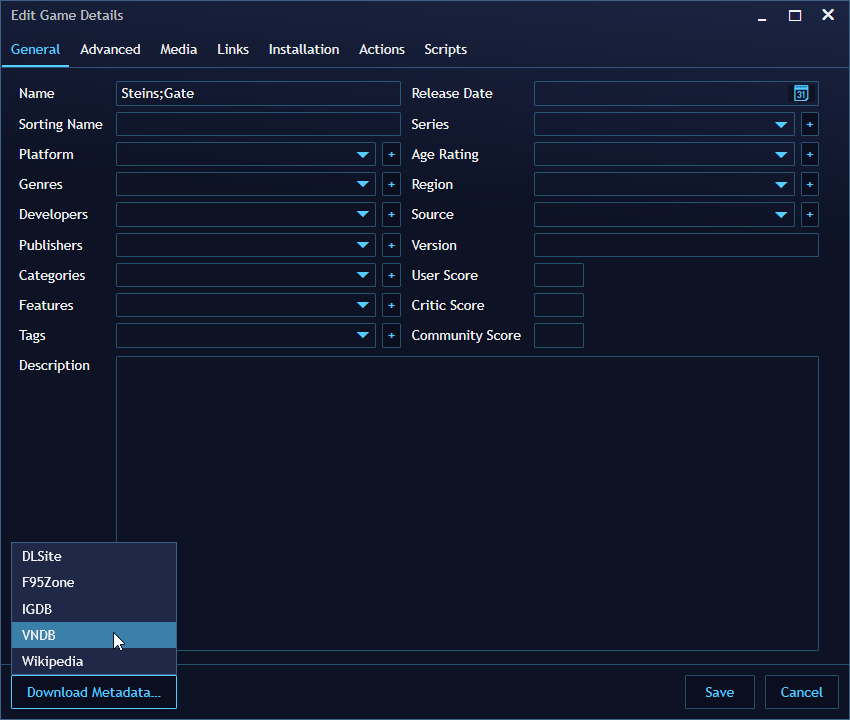 Edit Game Details
General Advanced Media Links Installation Actions Scripts
Name Steins;Gate Release Date 31
Sorting Name Series +
Platform + Age Rating +
Genres + Region +
Developers + Source +
Publishers + Version
Categories + User Score
Features + Critic Score
Tags + Community Score
Description
DLSite
F95Zone
IGDB
VNDB
Wikipedia
Download Metadata... Save Cancel